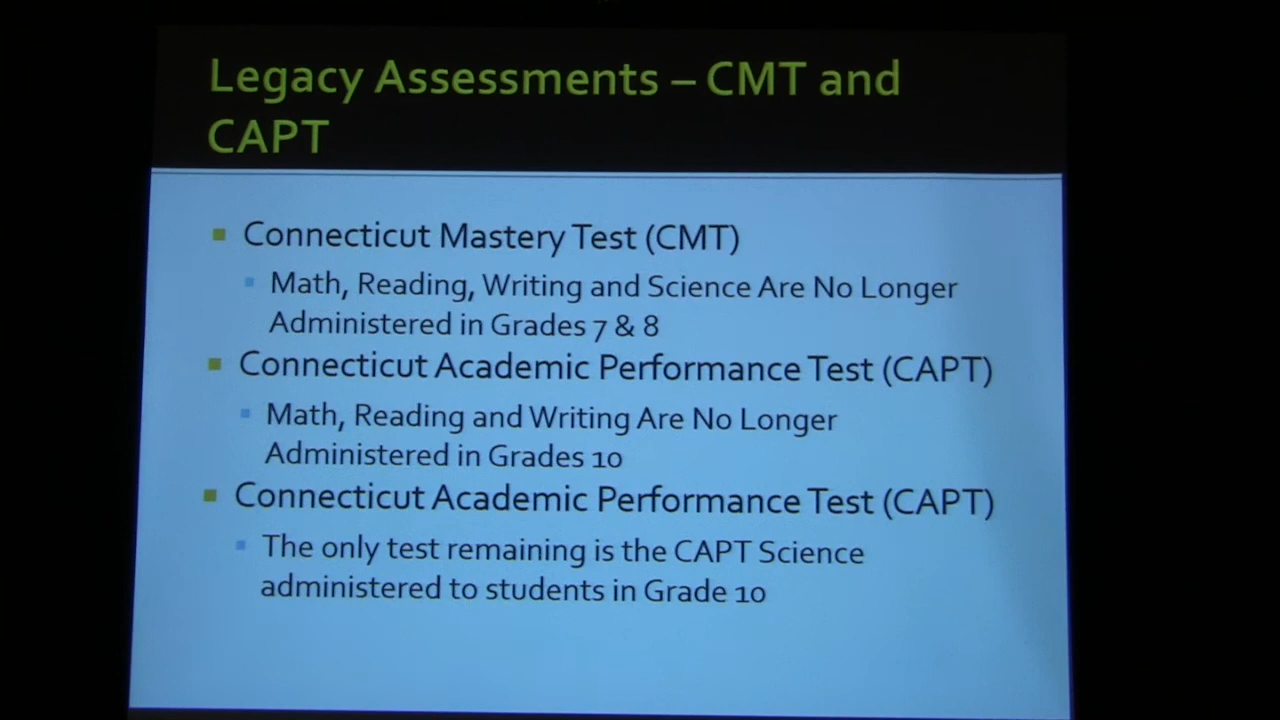 Legacy Assessments – CMT and
CAPT
Connecticut Mastery Test (CMT)
Math, Reading, Writing and Science Are No Longer
Administered in Grades 7 & 8
Connecticut Academic Performance Test (CAPT)
Math, Reading and Writing Are No Longer
Administered in Grades 10
Connecticut Academic Performance Test (CAPT)
The only test remaining is the CAPT Science
administered to students in Grade 10